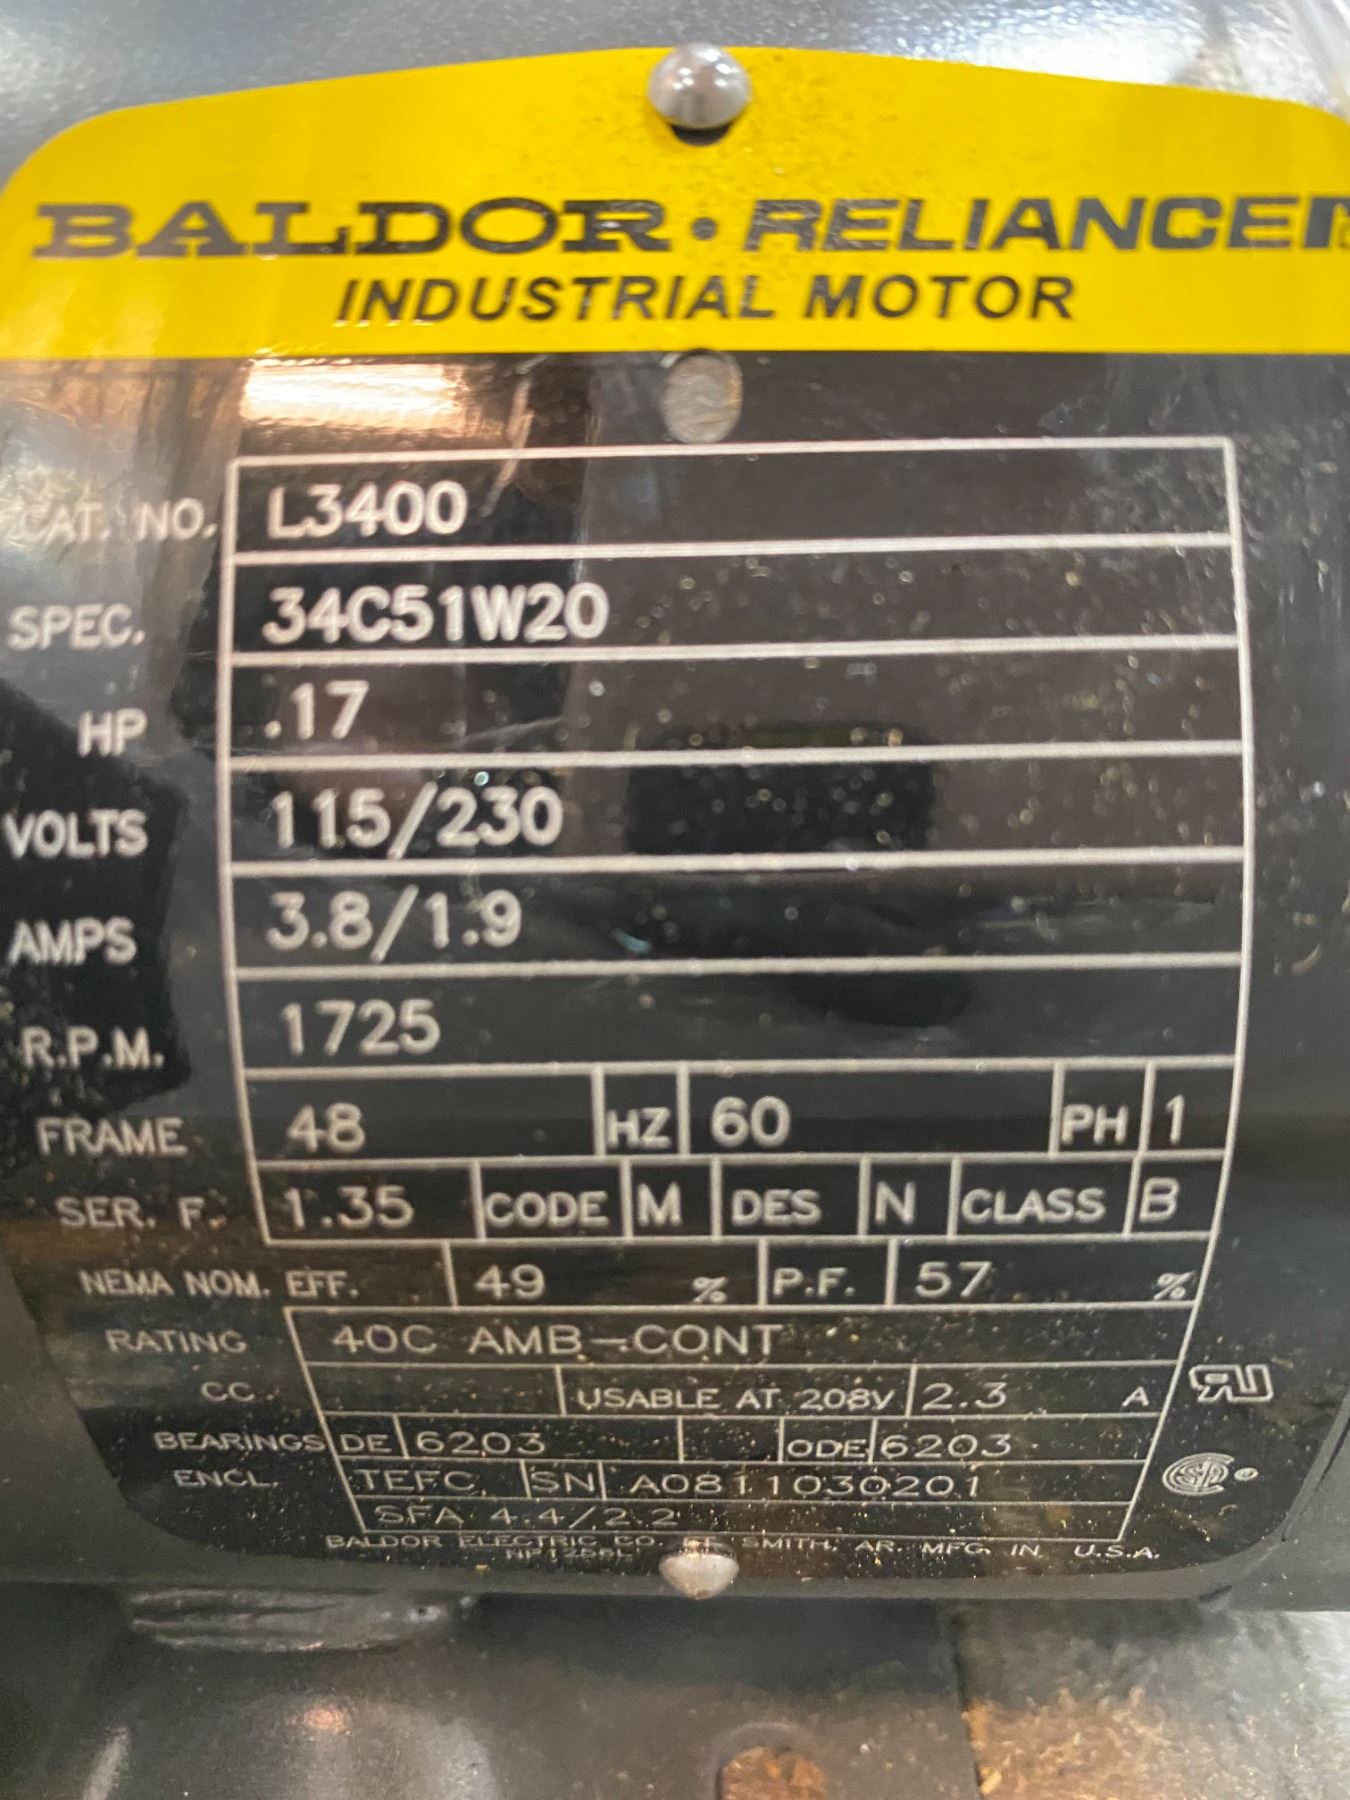 BALDOR • RELIANCE
INDUSTRIAL MOTOR
CAT. NO. L3400
SPEC. 34C51W20
HP .17
VOLTS 115/230
AMPS 3.8/1.9
R.P.M. 1725
FRAME 48 HZ 60 PH 1
SER. F. 1.35 CODE M DES N CLASS B
NEMA NOM. EFF. 49 % P.F. 57 %
RATING 40C AMB-CONT
CC USABLE AT 208V 2.3 A
BEARINGS DE 6203 ODE 6203
ENCL. TEFC SN A0811030201
SFA 4.4/2.2
BALDOR ELECTRIC CO. FT. SMITH, AR. MFG. IN U.S.A.